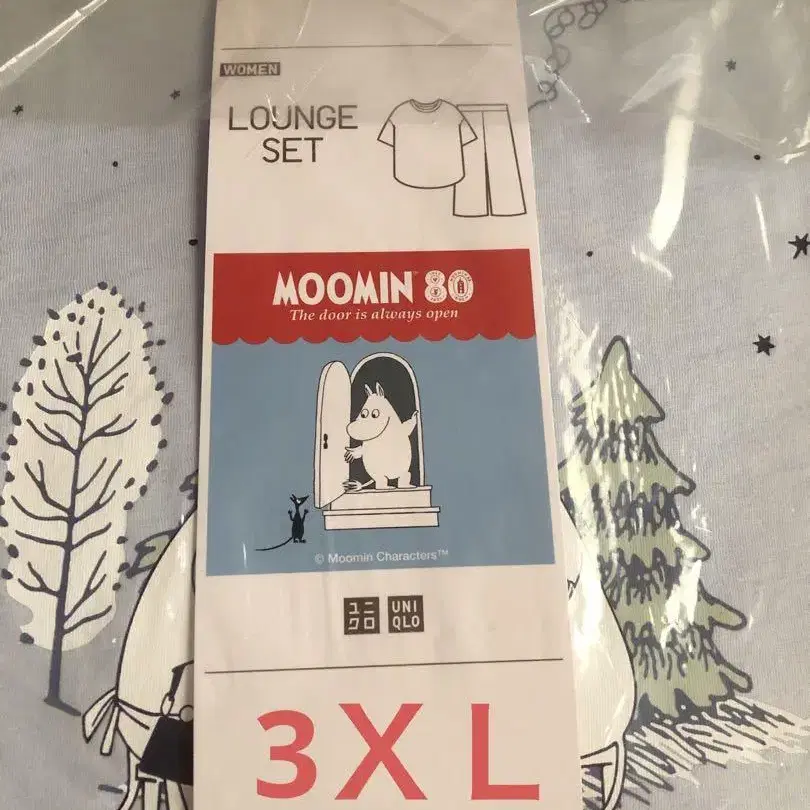 WOMEN
LOUNGE
SET
MOOMIN 80
The door is always open
© Moomin Characters™
ユニ
クロ
UNI
QLO
3XL